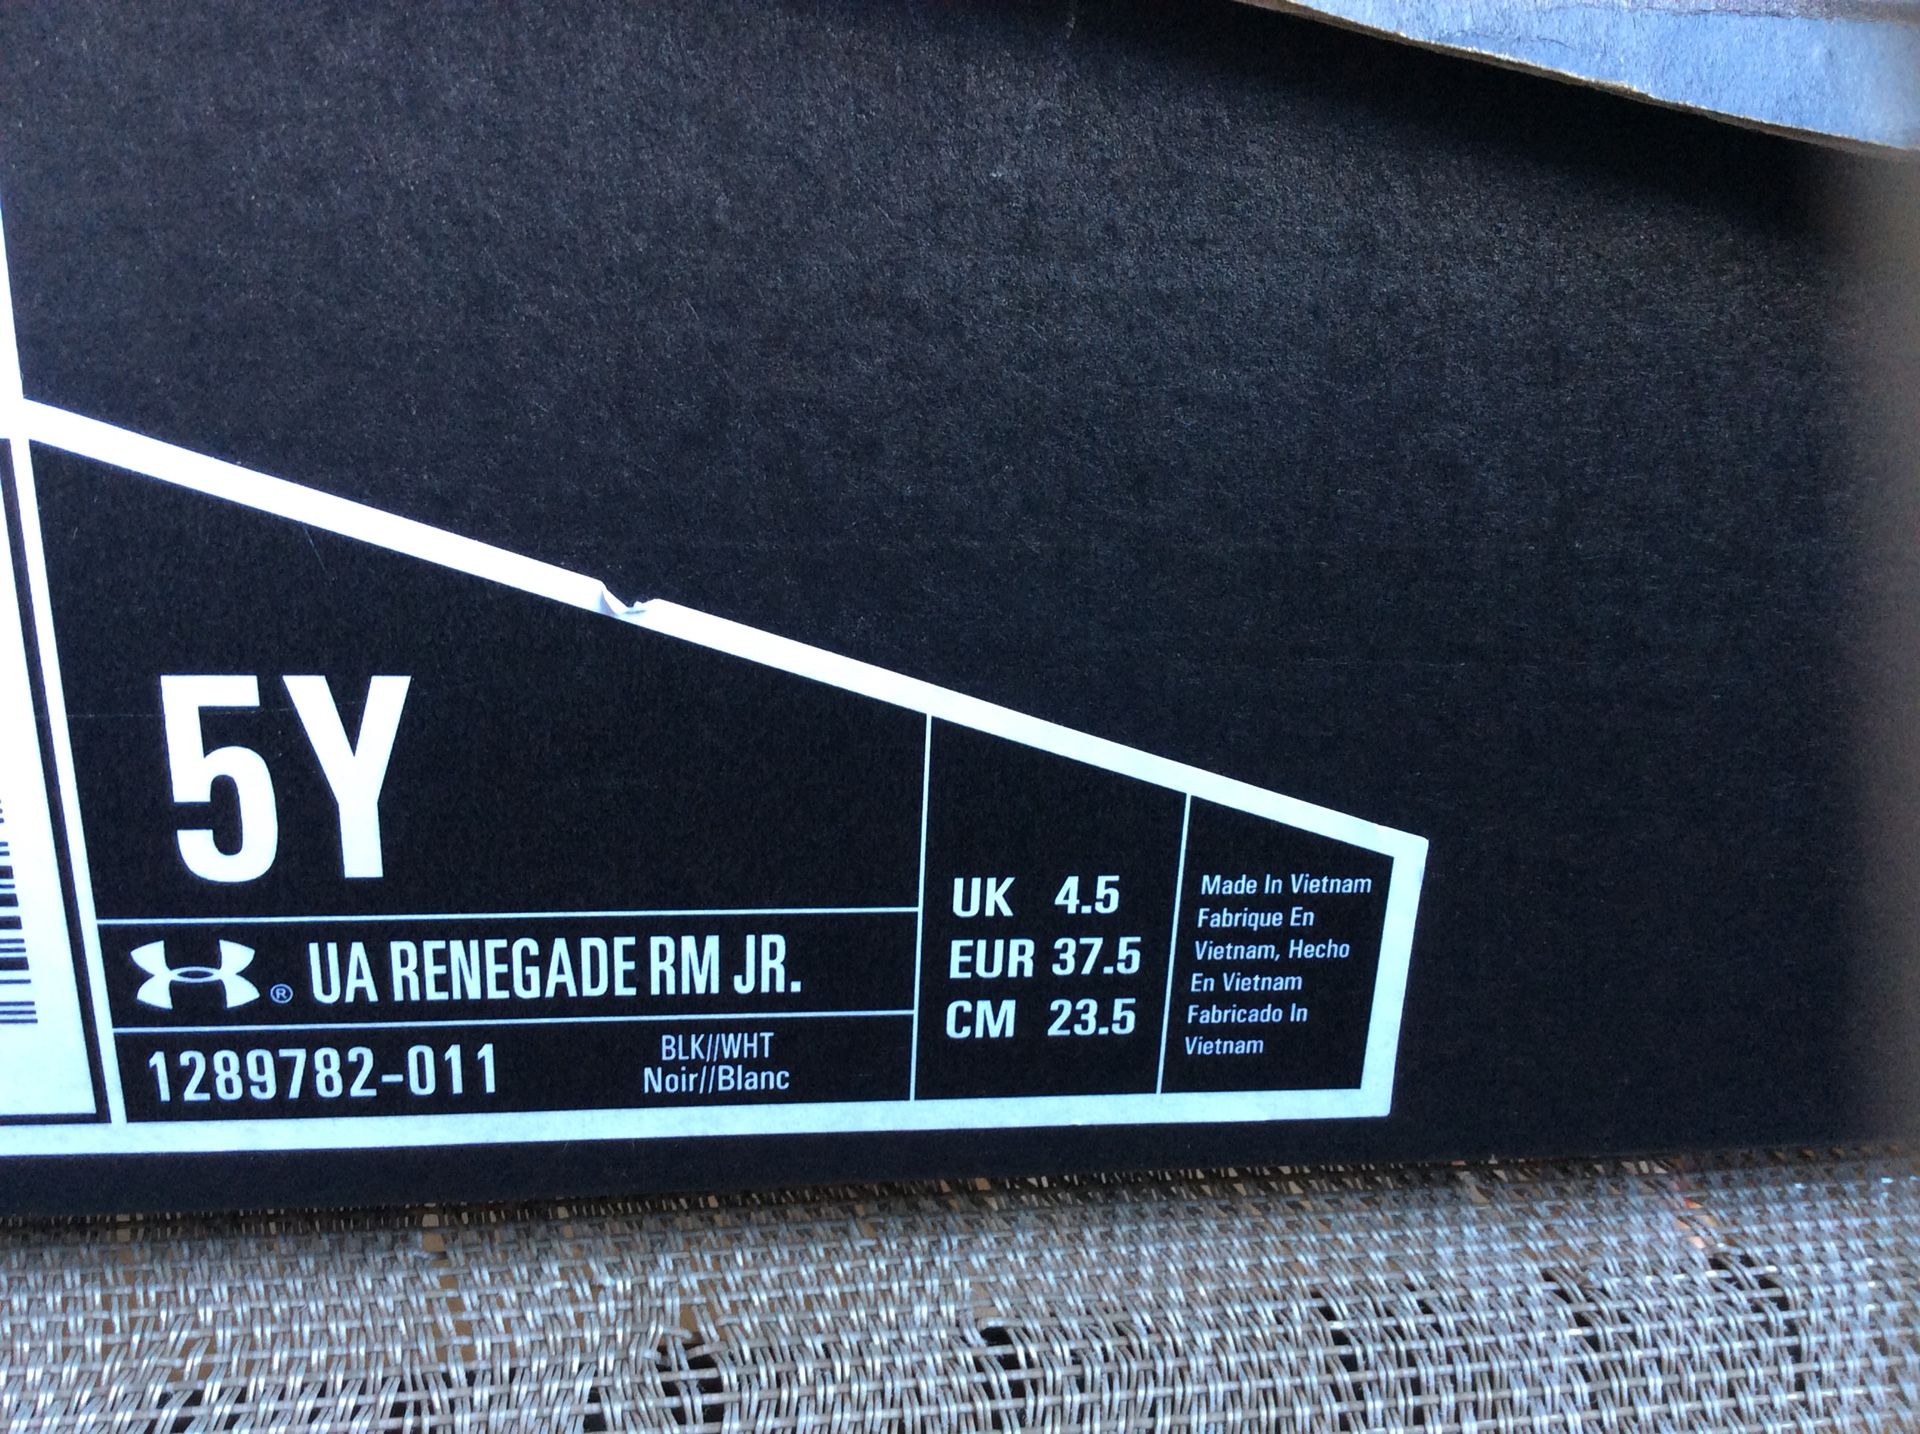 5Y
® UA RENEGADE RM JR.
1289782-011
BLK//WHT
Noir//Blanc
UK 4.5
EUR 37.5
CM 23.5
Made In Vietnam
Fabrique En
Vietnam, Hecho
En Vietnam
Fabricado In
Vietnam